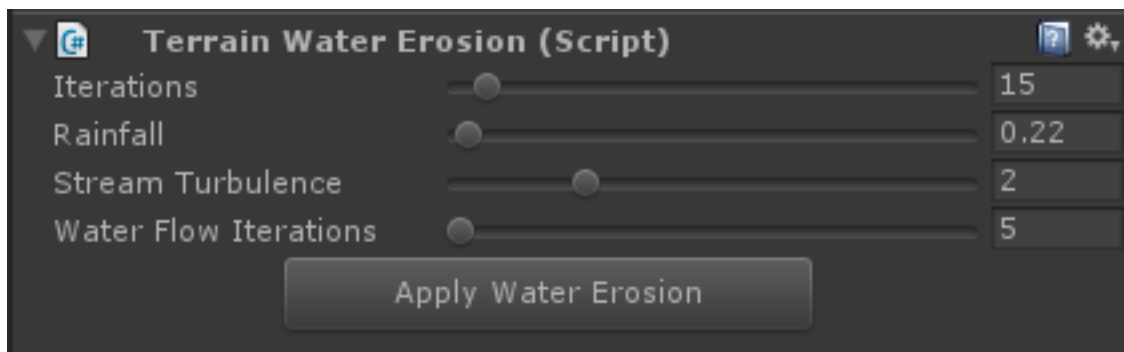 Terrain Water Erosion (Script)
Iterations 15
Rainfall 0.22
Stream Turbulence 2
Water Flow Iterations 5
Apply Water Erosion